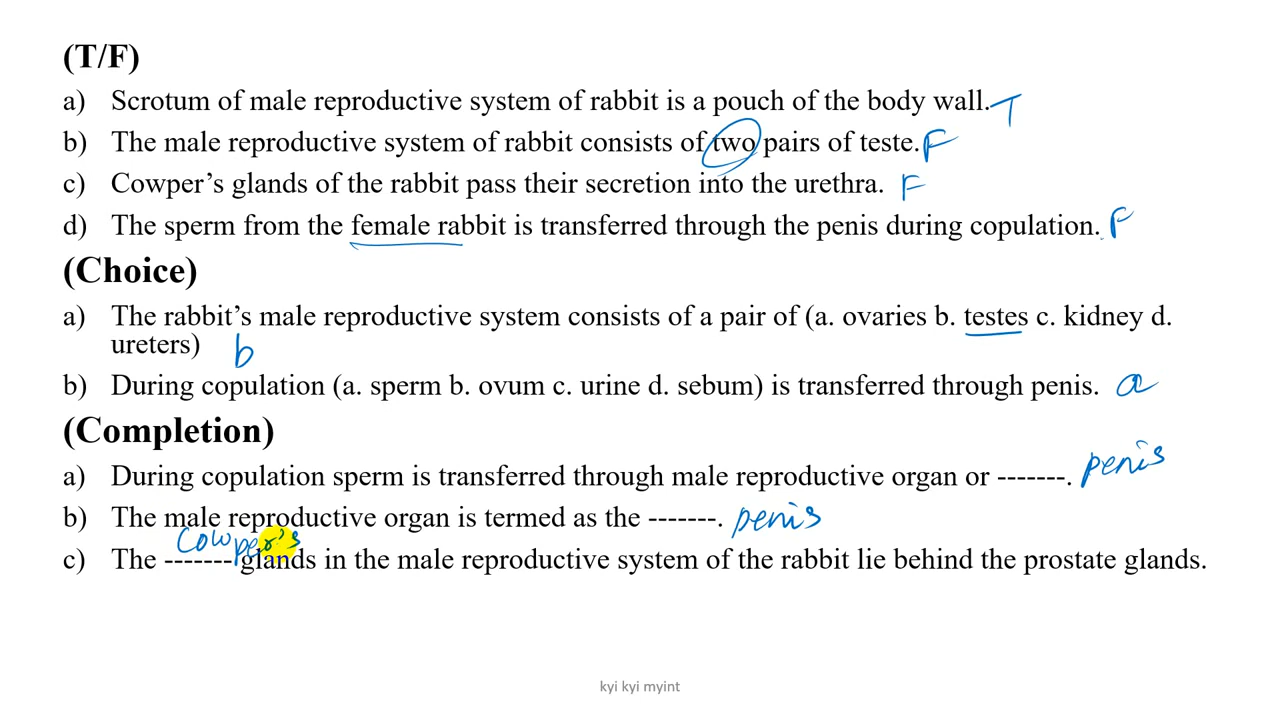 (T/F)
a) Scrotum of male reproductive system of rabbit is a pouch of the body wall. T
b) The male reproductive system of rabbit consists of two pairs of teste. F
c) Cowper’s glands of the rabbit pass their secretion into the urethra. F
d) The sperm from the female rabbit is transferred through the penis during copulation. F
(Choice)
a) The rabbit’s male reproductive system consists of a pair of (a. ovaries b. testes c. kidney d.
ureters) b
b) During copulation (a. sperm b. ovum c. urine d. sebum) is transferred through penis. a
(Completion)
a) During copulation sperm is transferred through male reproductive organ or -------. penis
b) The male reproductive organ is termed as the -------. penis
Cowper's
c) The ------- glands in the male reproductive system of the rabbit lie behind the prostate glands.
kyi kyi myint